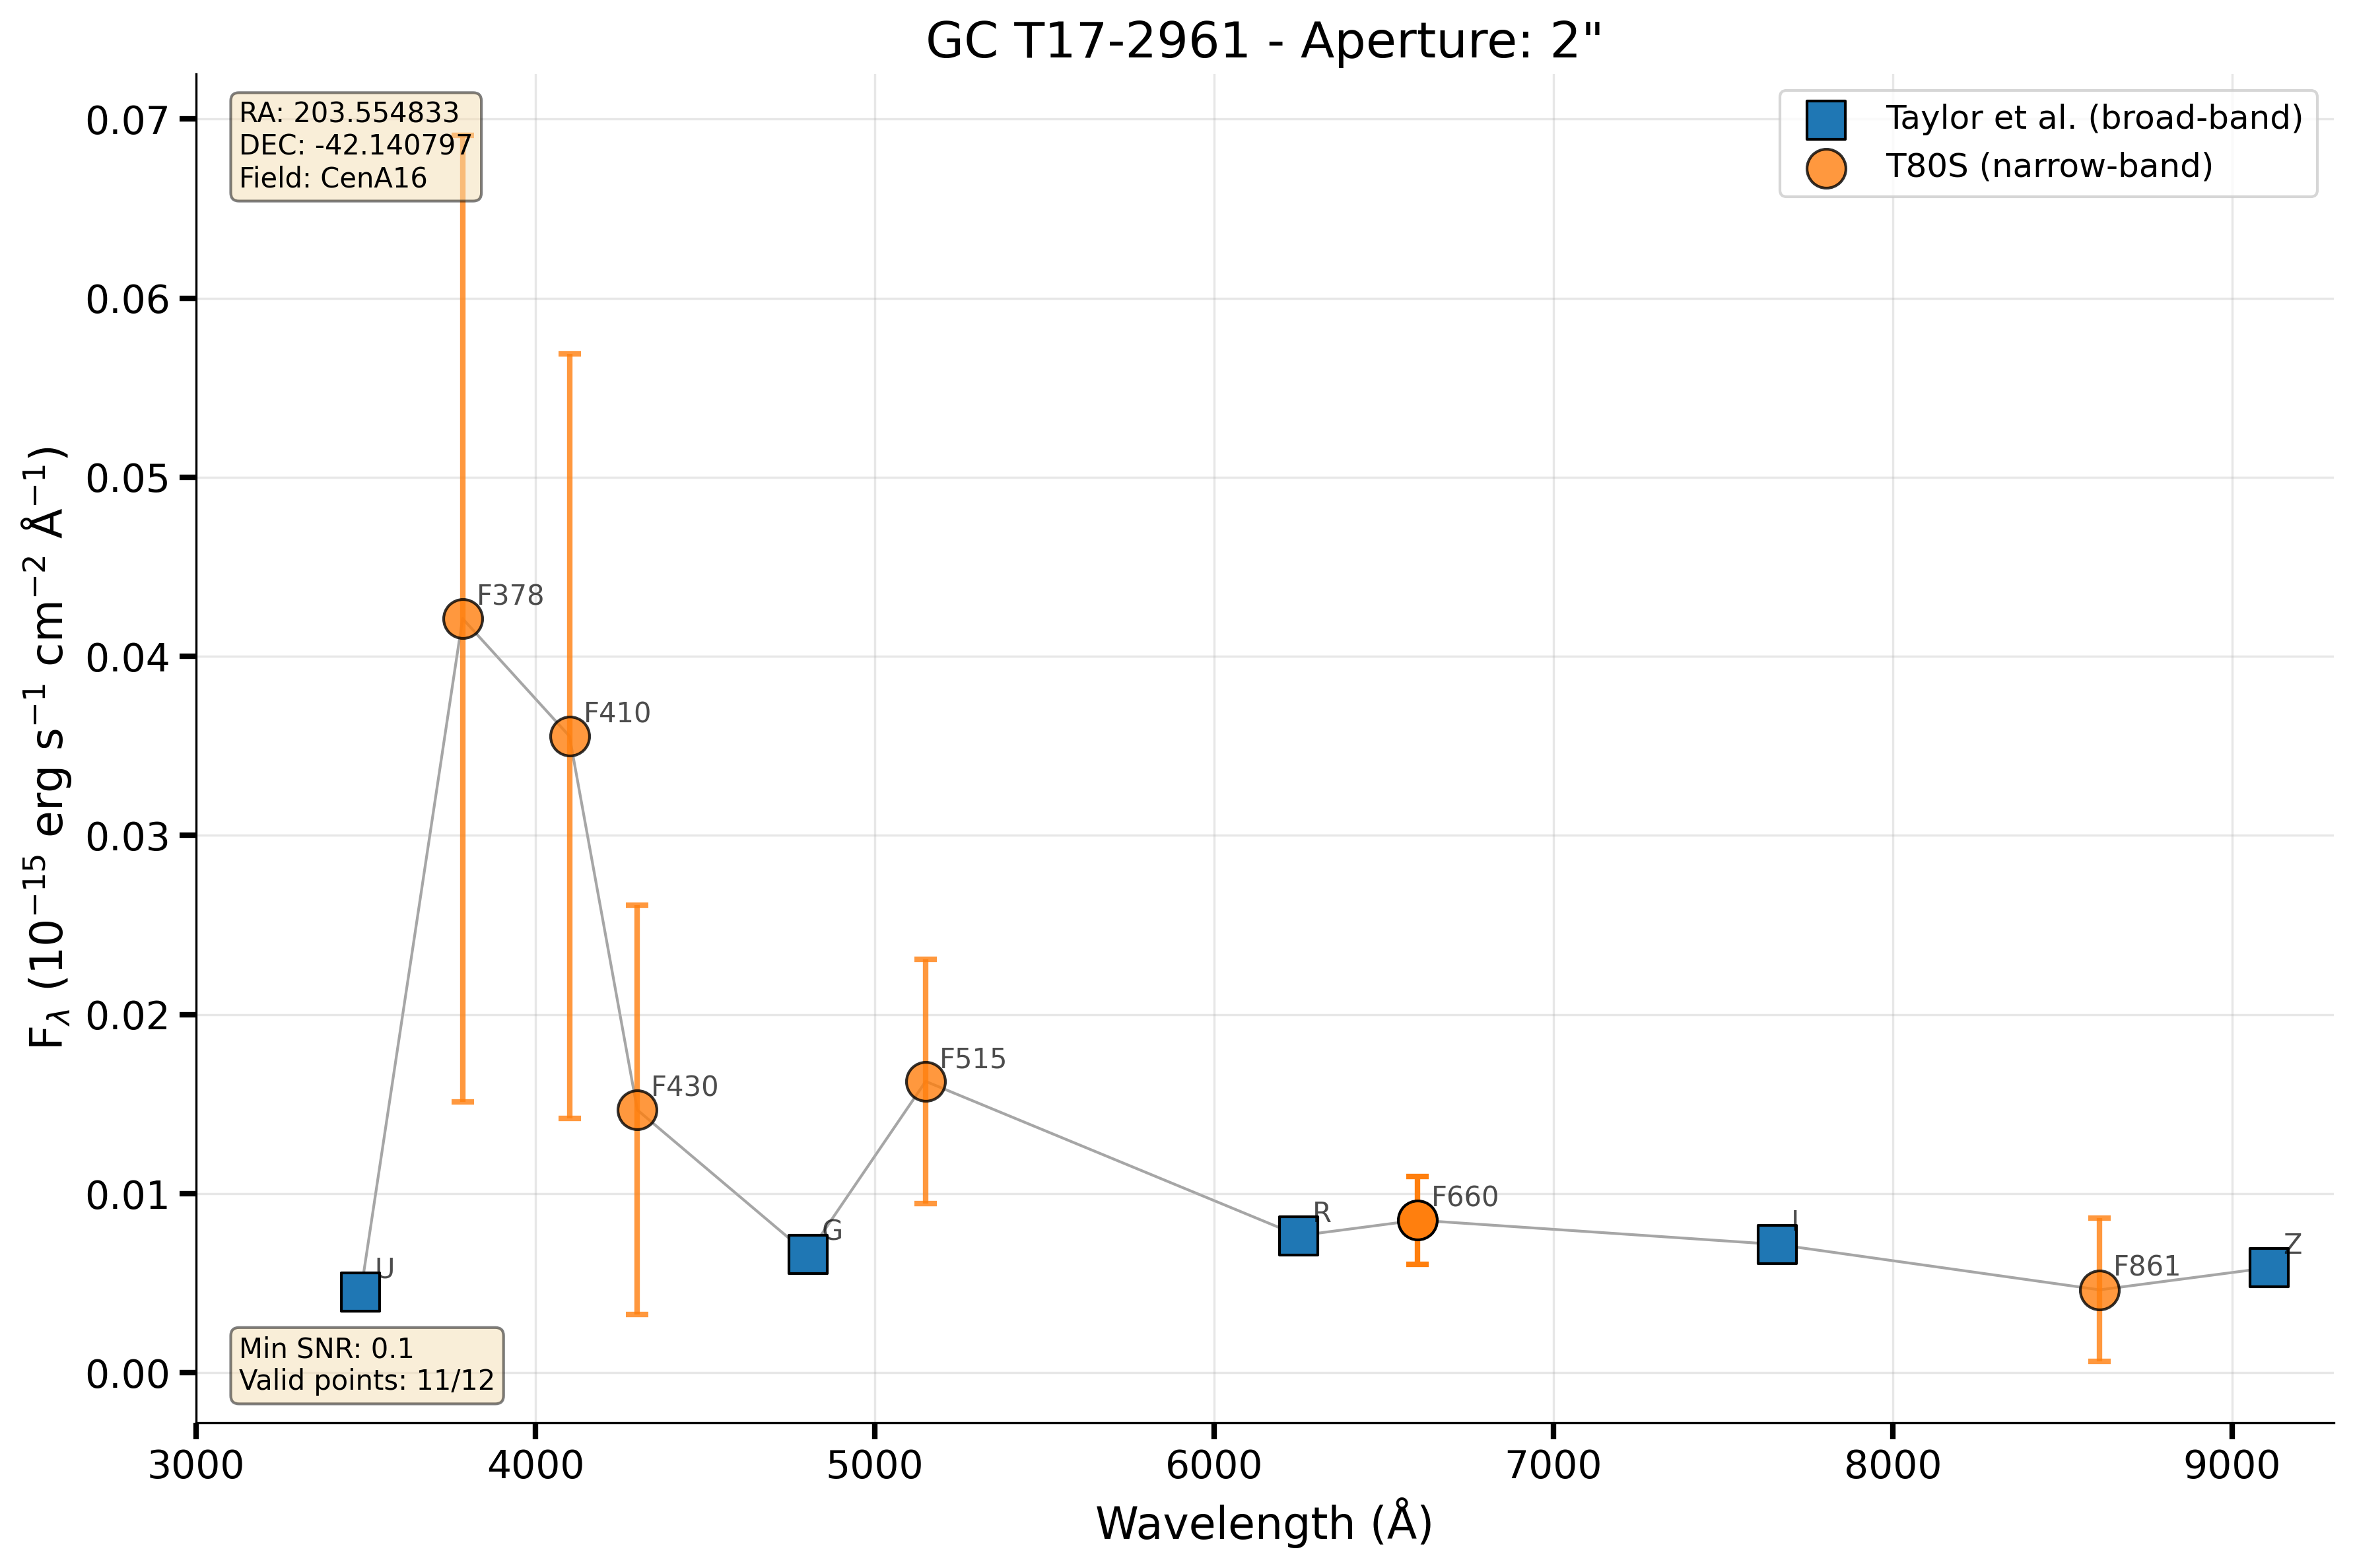 GC T17-2961 - Aperture: 2"
RA: 203.554833
DEC: -42.140797
Field: CenA16
Taylor et al. (broad-band)
T80S (narrow-band)
0.07
0.06
0.05
0.04
0.03
0.02
0.01
0.00
F_λ (10⁻¹⁵ erg s⁻¹ cm⁻² Å⁻¹)
F378
F410
F430
F515
U
G
R
F660
I
F861
Z
Min SNR: 0.1
Valid points: 11/12
3000 4000 5000 6000 7000 8000 9000
Wavelength (Å)